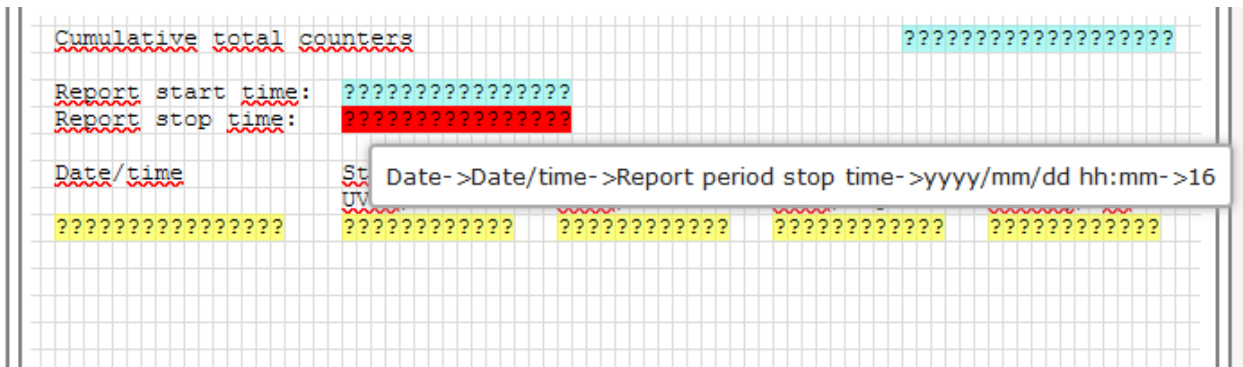 Cumulative total counters ???????????????????
Report start time: ????????????????
Report stop time: ????????????????
Date/time
Date->Date/time->Report period stop time->yyyy/mm/dd hh:mm->16
???????????????? ???????????? ???????????? ???????????? ????????????